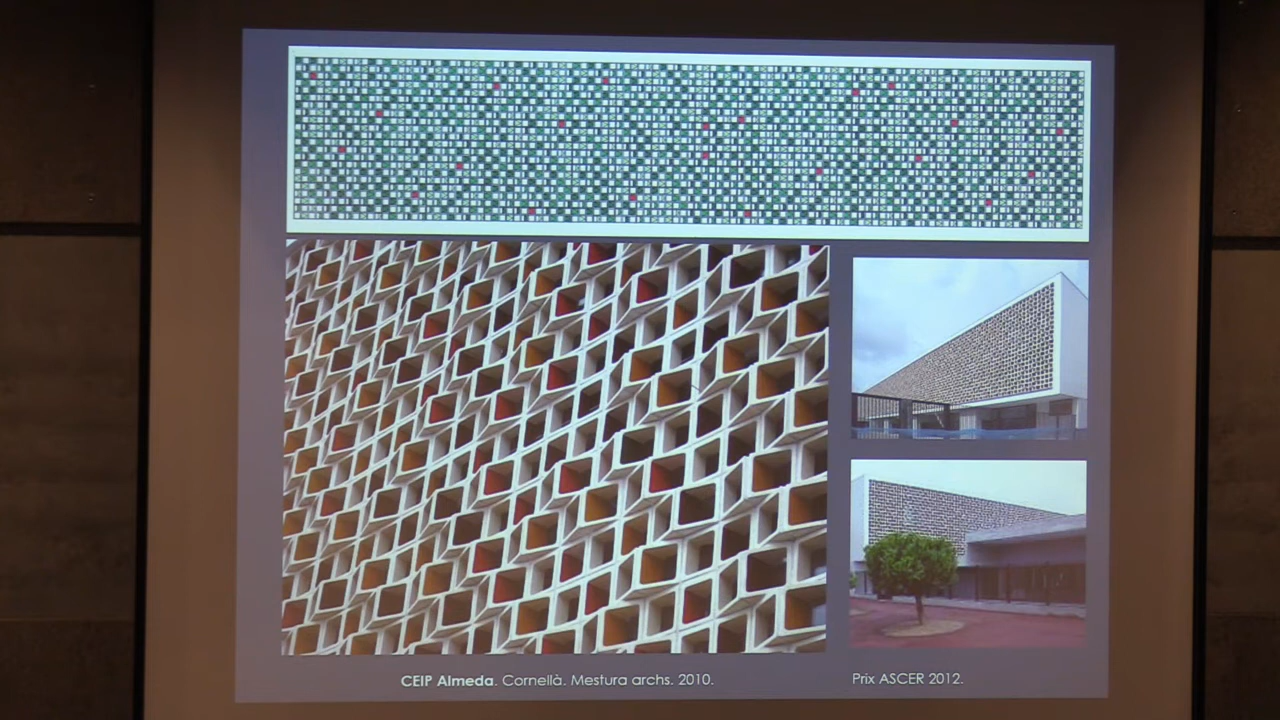 CEIP Almeda. Cornellà. Mestura archs. 2010.
Prix ASCER 2012.